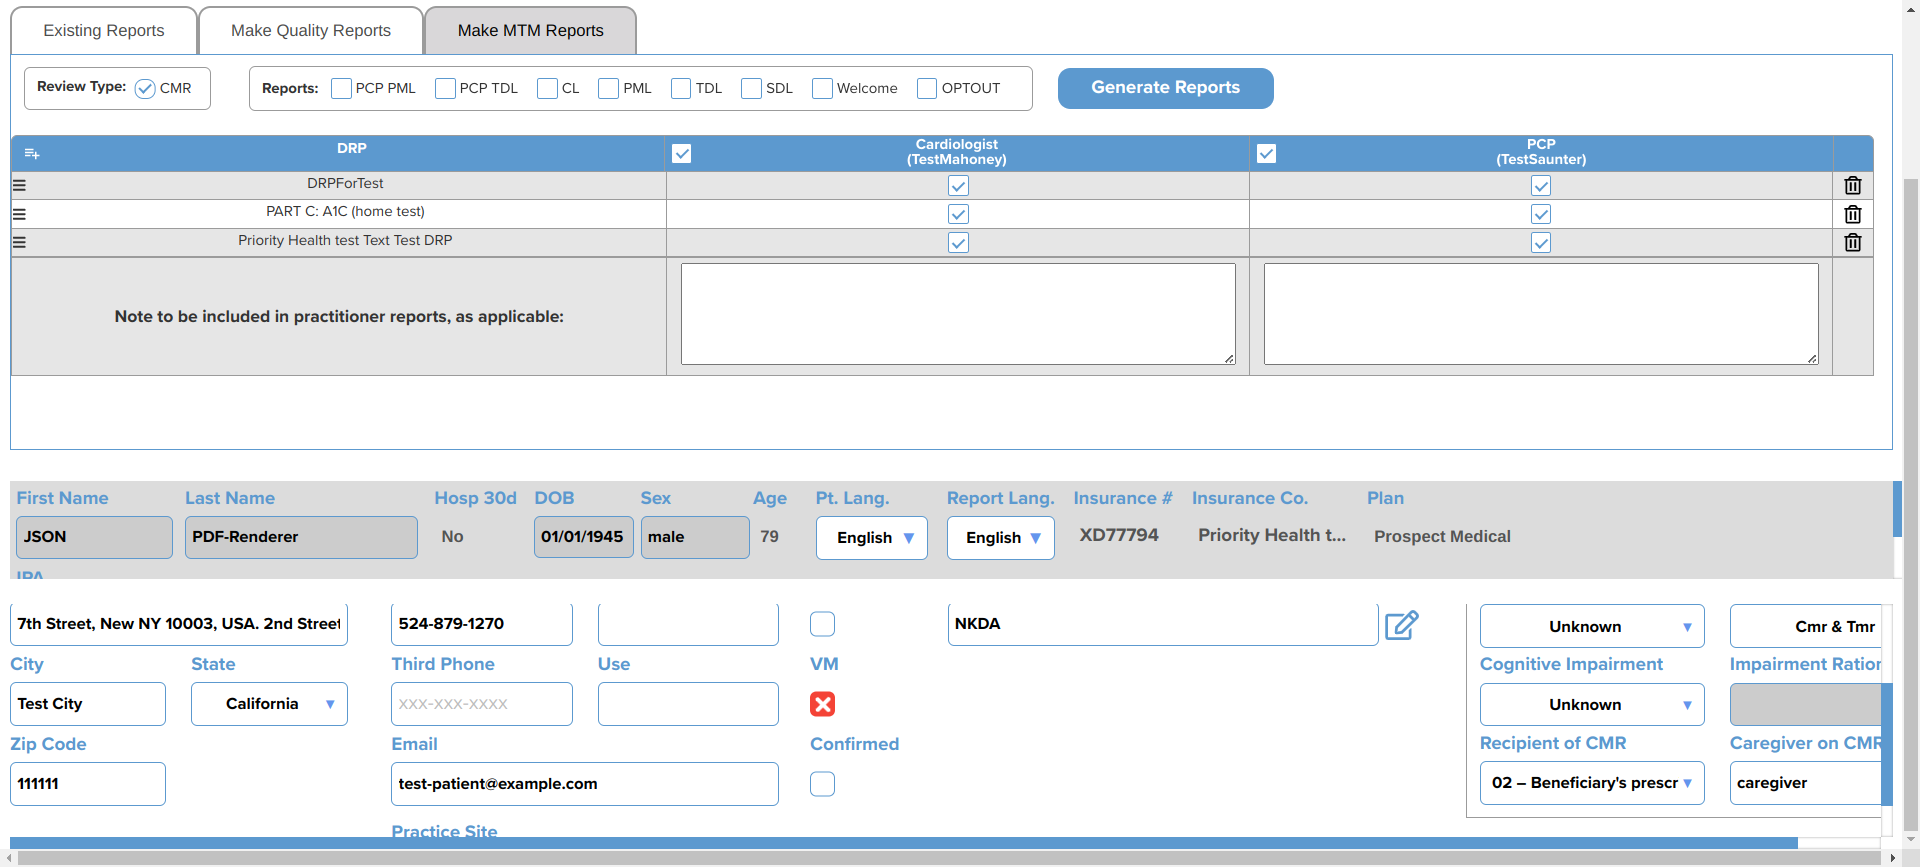 Existing Reports
Make Quality Reports
Make MTM Reports
Review Type: CMR
Reports: PCP PML PCP TDL CL PML TDL SDL Welcome OPTOUT
Generate Reports
DRP
Cardiologist
(TestMahoney)
PCP
(TestSaunter)
DRPForTest
PART C: A1C (home test)
Priority Health test Text Test DRP
Note to be included in practitioner reports, as applicable:
First Name Last Name Hosp 30d DOB Sex Age Pt. Lang. Report Lang. Insurance # Insurance Co. Plan
JSON PDF-Renderer No 01/01/1945 male 79 English English XD77794 Priority Health t... Prospect Medical
IPA
7th Street, New NY 10003, USA. 2nd Street 524-879-1270 NKDA Unknown Cmr & Tmr
City State Third Phone Use VM Cognitive Impairment Impairment Ration
Test City California XXX-XXX-XXXX Unknown
Zip Code Email Confirmed Recipient of CMR Caregiver on CMR
111111 test-patient@example.com 02 – Beneficiary's prescr caregiver
Practice Site